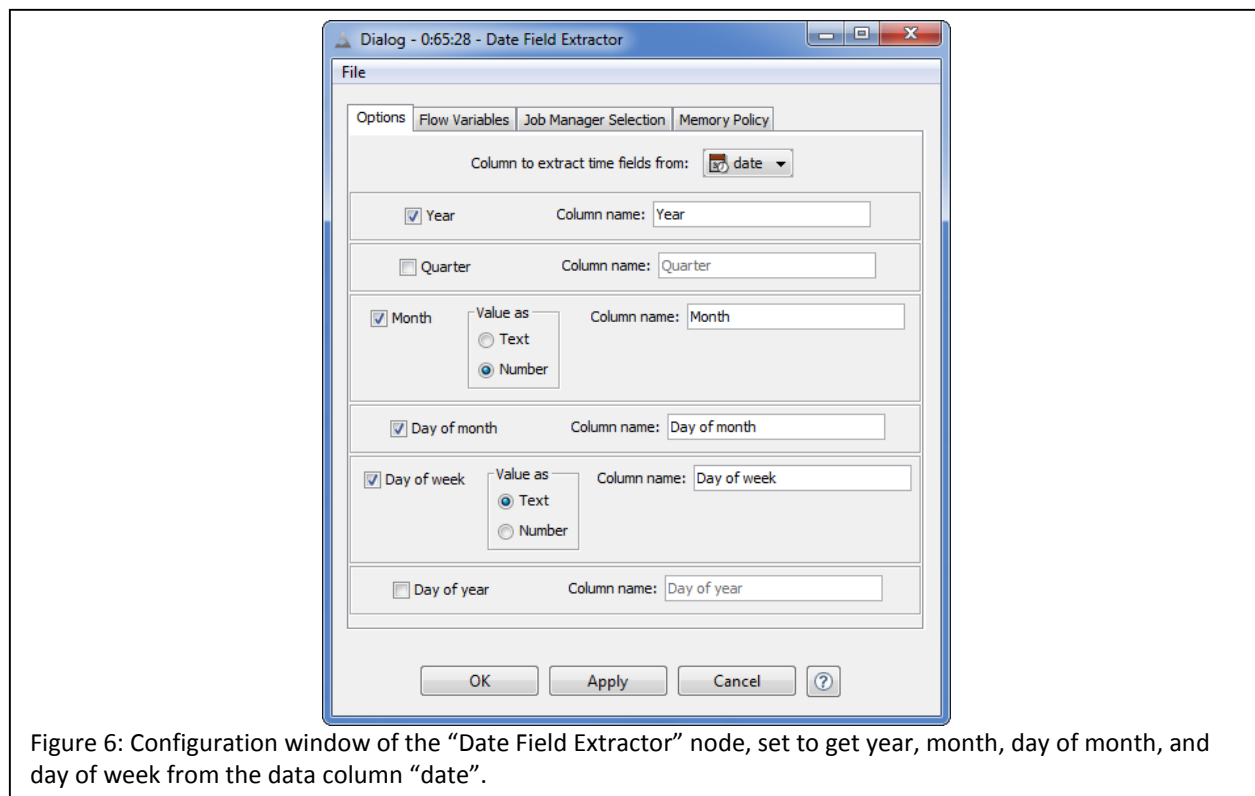 Dialog - 0:65:28 - Date Field Extractor
File
Options Flow Variables Job Manager Selection Memory Policy
Column to extract time fields from: date
Year Column name: Year
Quarter Column name: Quarter
Month Value as Column name: Month
Text
Number
Day of month Column name: Day of month
Day of week Value as Column name: Day of week
Text
Number
Day of year Column name: Day of year
OK Apply Cancel ?
Figure 6: Configuration window of the “Date Field Extractor” node, set to get year, month, day of month, and
day of week from the data column “date”.